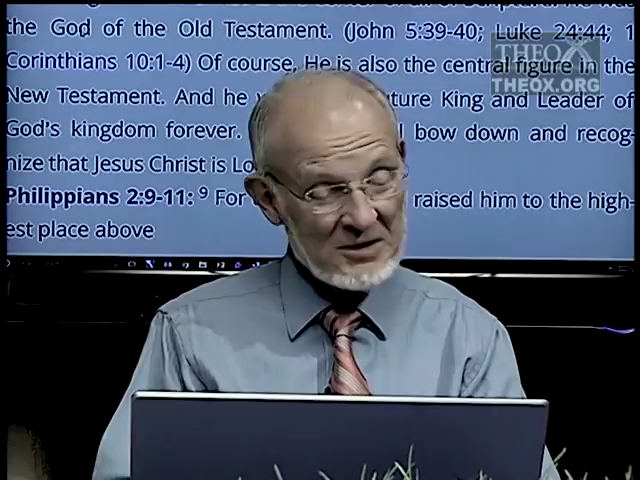 the God of the Old Testament. (John 5:39-40; Luke 24:44; 1
Corinthians 10:1-4) Of course, He is also the central figure in the
New Testament. And he ture King and Leader of
God's kingdom forever. l bow down and recog-
nize that Jesus Christ is Lo
Philippians 2:9-11: 9 For raised him to the high-
est place above
THEOX
THEOX.ORG